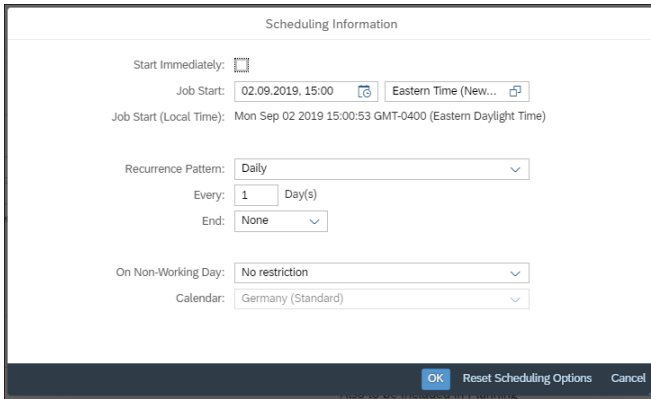 Scheduling Information
Start Immediately:
Job Start: 02.09.2019, 15:00 Eastern Time (New...
Job Start (Local Time): Mon Sep 02 2019 15:00:53 GMT-0400 (Eastern Daylight Time)
Recurrence Pattern: Daily
Every: 1 Day(s)
End: None
On Non-Working Day: No restriction
Calendar: Germany (Standard)
OK Reset Scheduling Options Cancel